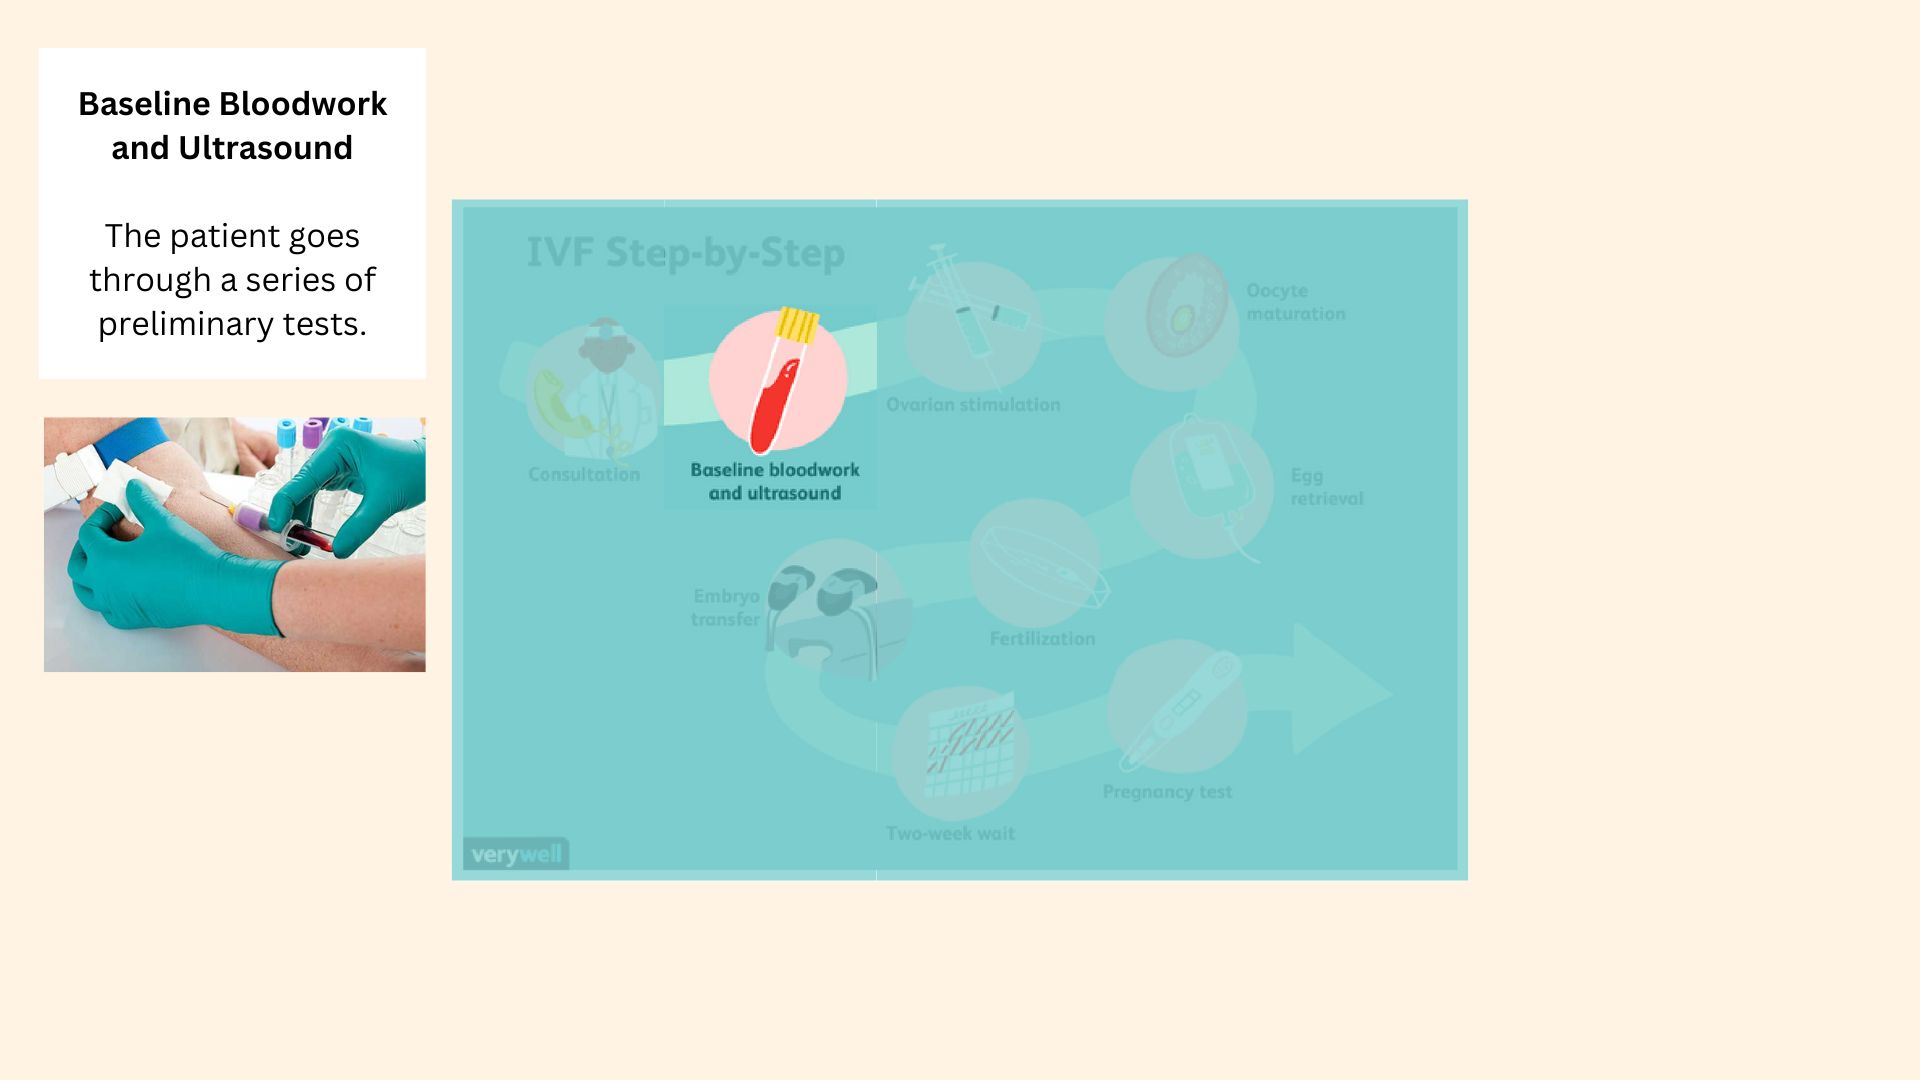 Baseline Bloodwork
and Ultrasound
The patient goes
through a series of
preliminary tests.
IVF Step-by-Step
Consultation
Baseline bloodwork
and ultrasound
Ovarian stimulation
Oocyte
maturation
Egg
retrieval
Fertilization
Embryo
transfer
Two-week wait
Pregnancy test
verywell